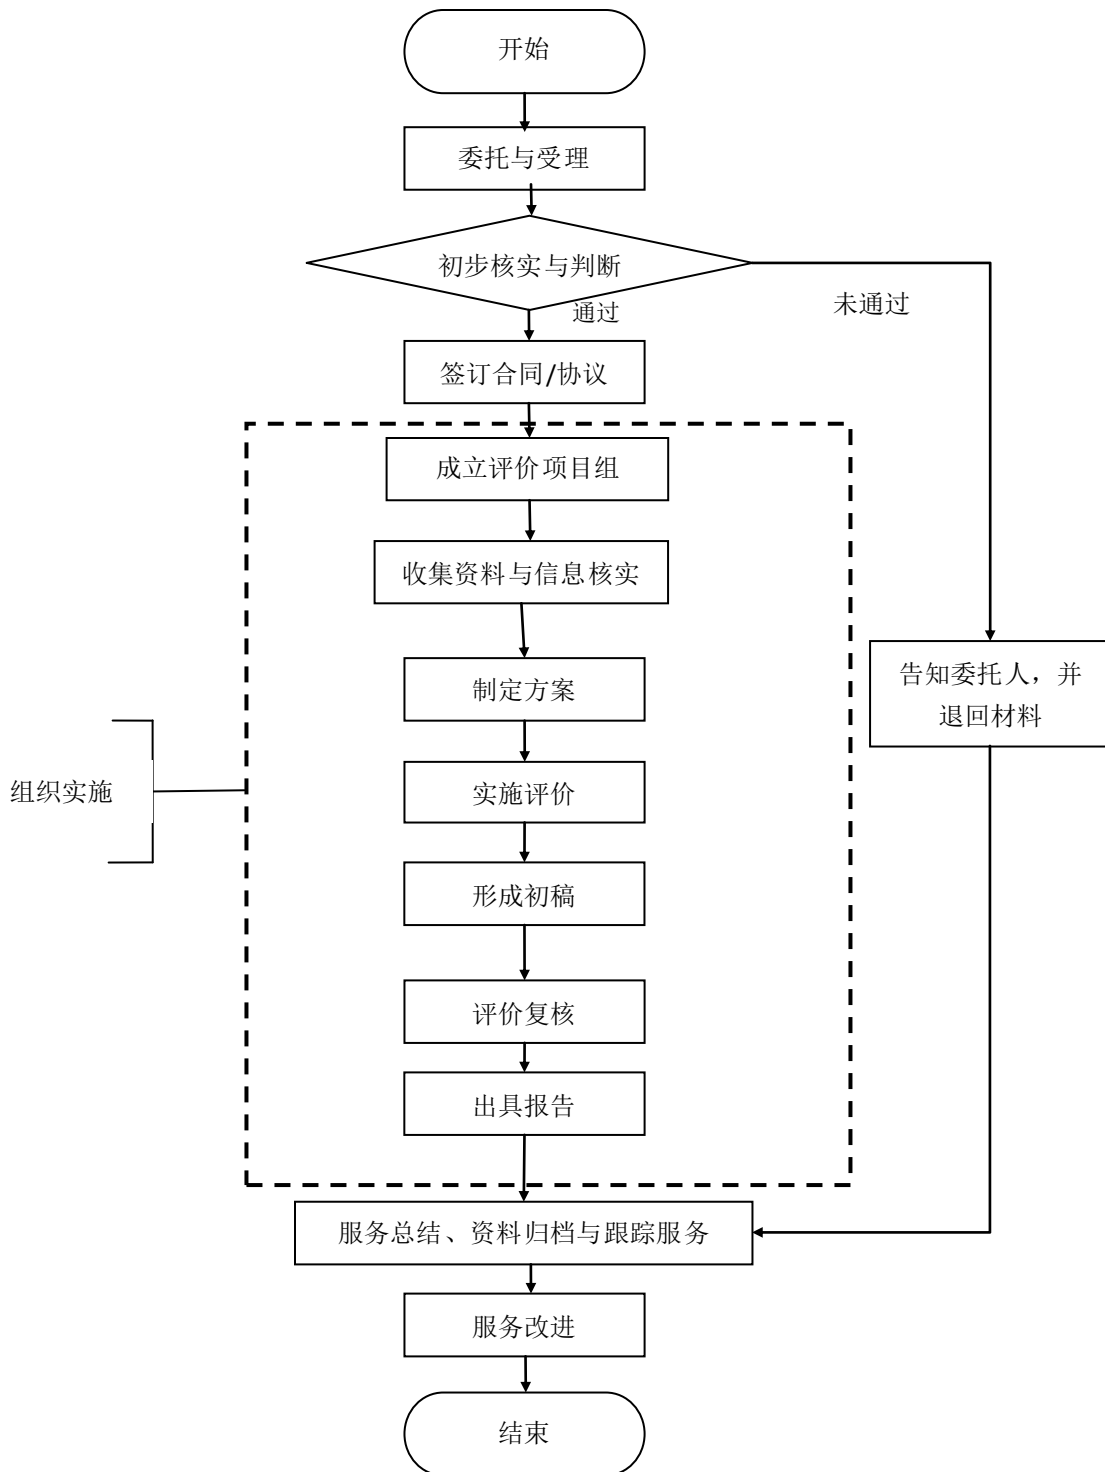 开始
委托与受理
初步核实与判断
通过
未通过
签订合同/协议
成立评价项目组
收集资料与信息核实
制定方案
告知委托人，并
退回材料
组织实施
实施评价
形成初稿
评价复核
出具报告
服务总结、资料归档与跟踪服务
服务改进
结束